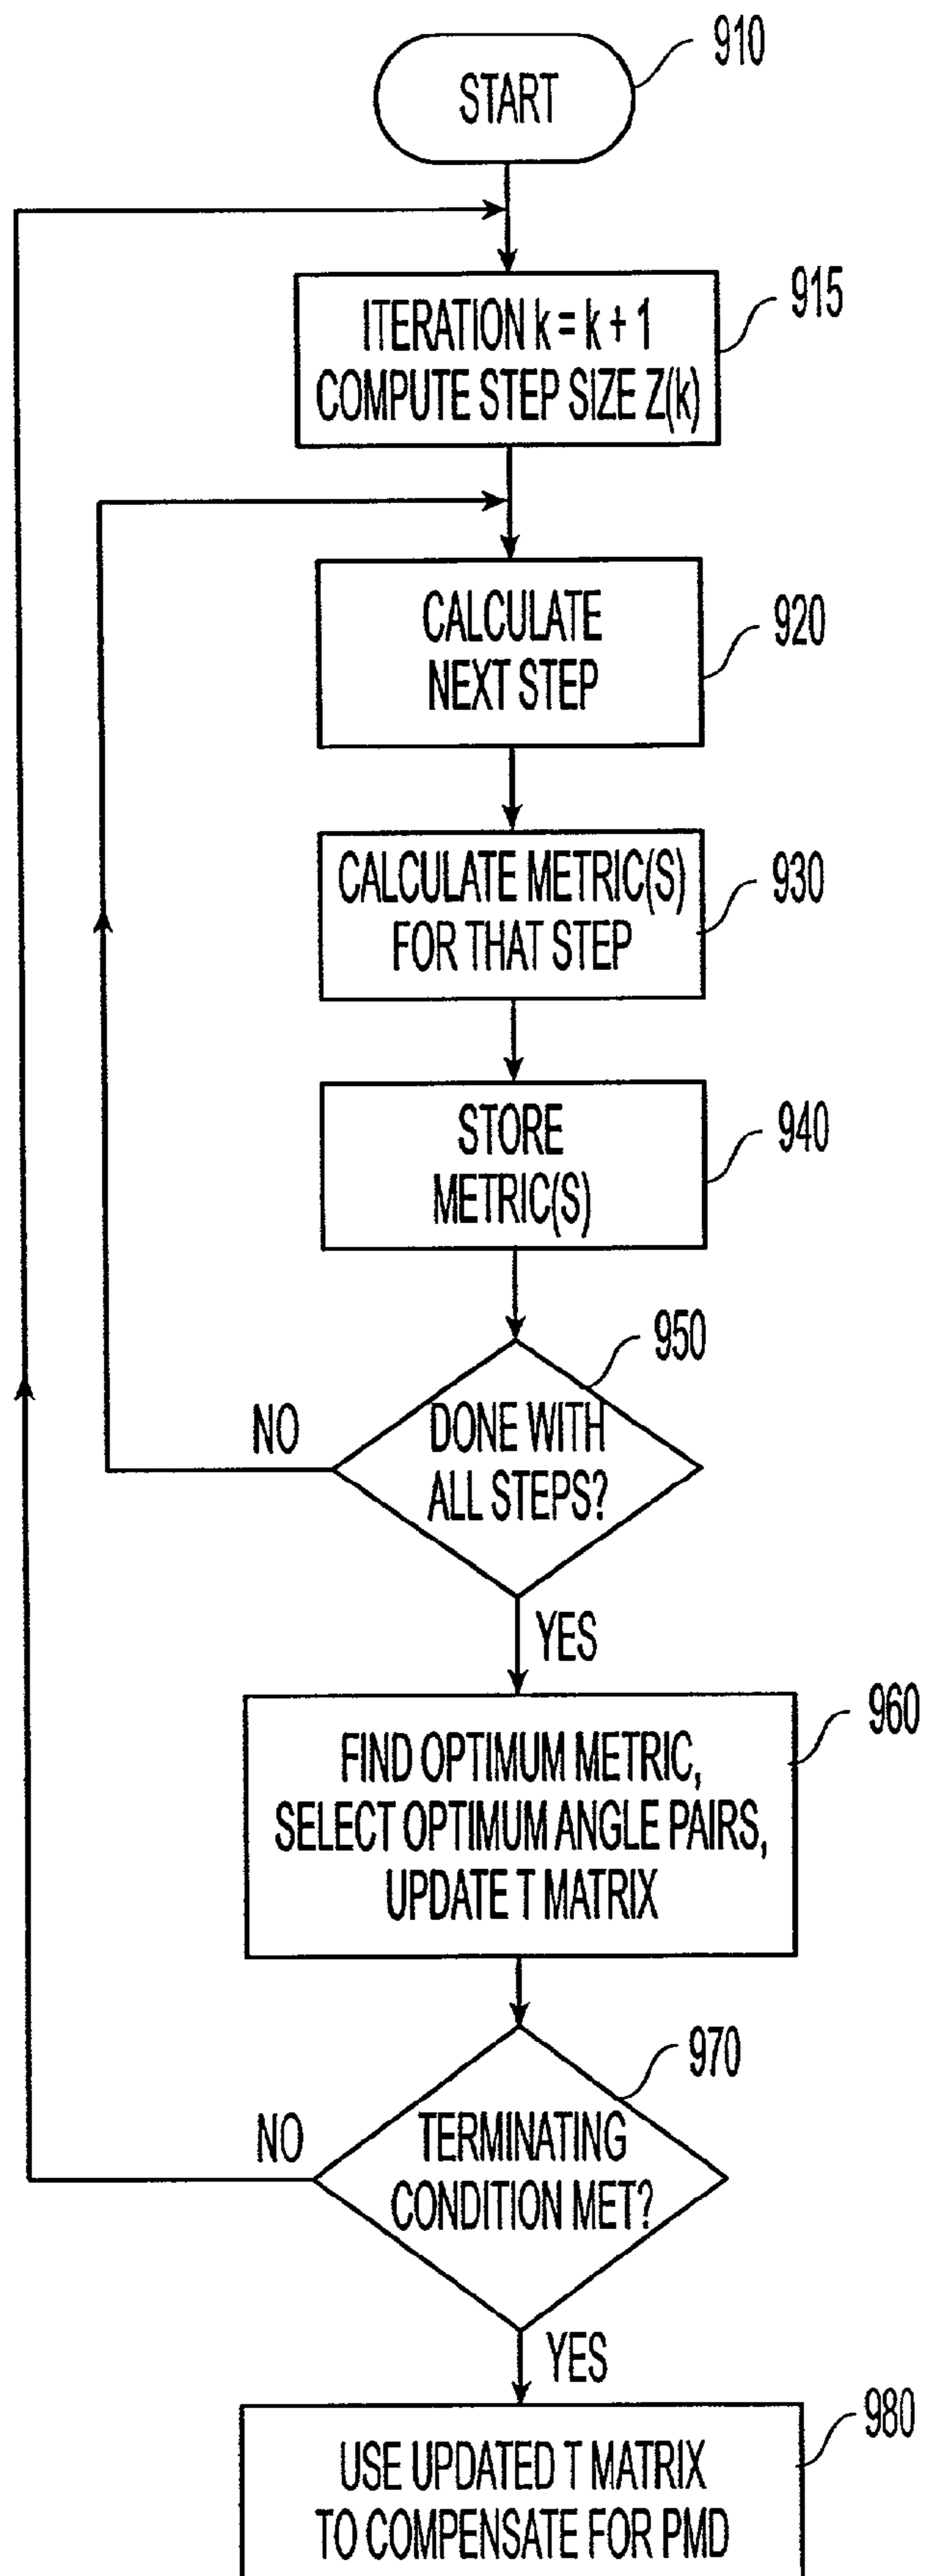 910
START
915
ITERATION k = k + 1
COMPUTE STEP SIZE Z(k)
920
CALCULATE
NEXT STEP
930
CALCULATE METRIC(S)
FOR THAT STEP
940
STORE
METRIC(S)
950
DONE WITH
ALL STEPS?
NO
YES
960
FIND OPTIMUM METRIC,
SELECT OPTIMUM ANGLE PAIRS,
UPDATE T MATRIX
970
TERMINATING
CONDITION MET?
NO
YES
980
USE UPDATED T MATRIX
TO COMPENSATE FOR PMD